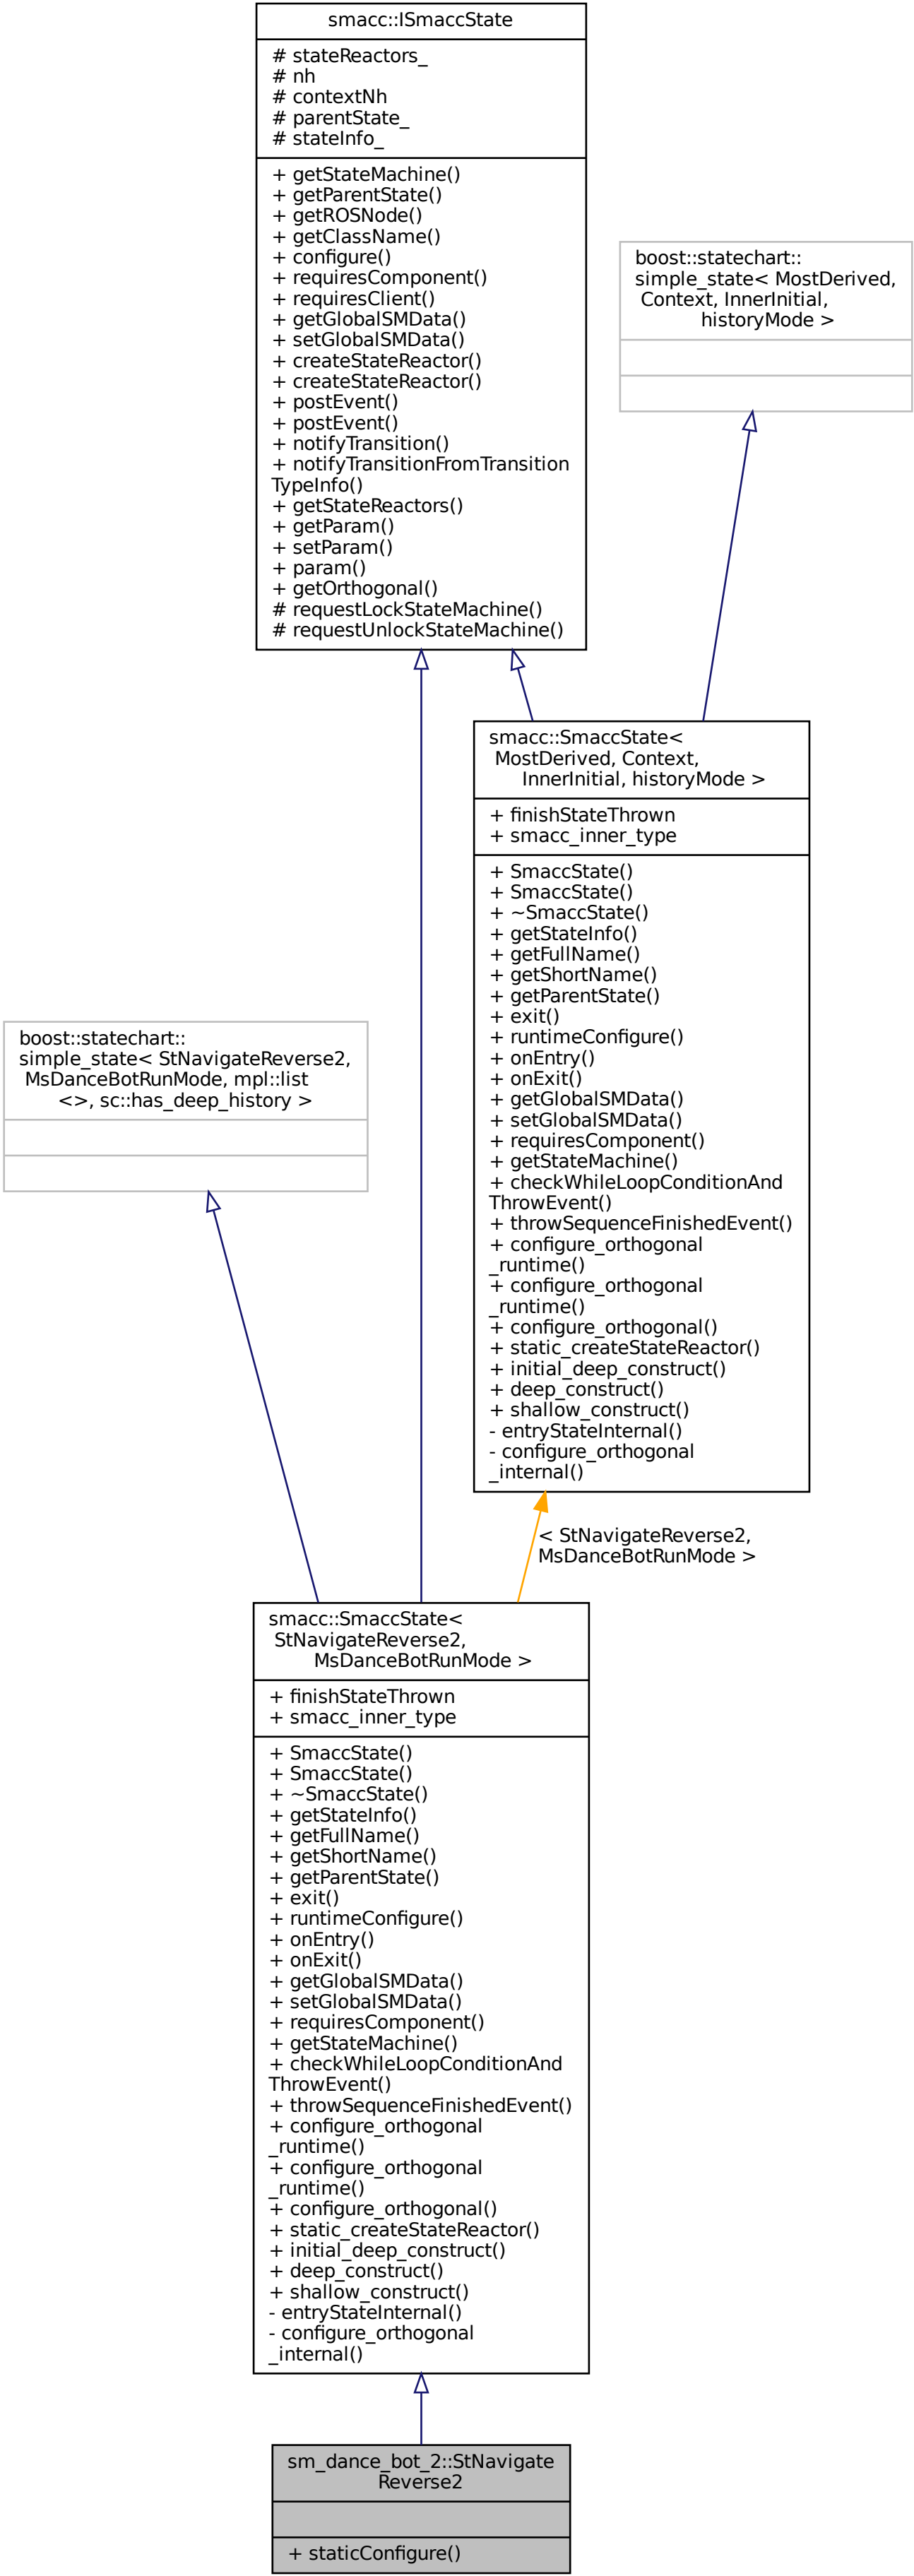 smacc::ISmaccState
# stateReactors_
# nh
# contextNh
# parentState_
# stateInfo_
+ getStateMachine()
+ getParentState()
+ getROSNode()
+ getClassName()
+ configure()
+ requiresComponent()
+ requiresClient()
+ getGlobalSMData()
+ setGlobalSMData()
+ createStateReactor()
+ createStateReactor()
+ postEvent()
+ postEvent()
+ notifyTransition()
+ notifyTransitionFromTransition
TypeInfo()
+ getStateReactors()
+ getParam()
+ setParam()
+ param()
+ getOrthogonal()
# requestLockStateMachine()
# requestUnlockStateMachine()
boost::statechart::
simple_state< MostDerived,
Context, InnerInitial,
historyMode >
smacc::SmaccState<
MostDerived, Context,
InnerInitial, historyMode >
+ finishStateThrown
+ smacc_inner_type
+ SmaccState()
+ SmaccState()
+ ~SmaccState()
+ getStateInfo()
+ getFullName()
+ getShortName()
+ getParentState()
+ exit()
+ runtimeConfigure()
+ onEntry()
+ onExit()
+ getGlobalSMData()
+ setGlobalSMData()
+ requiresComponent()
+ getStateMachine()
+ checkWhileLoopConditionAnd
ThrowEvent()
+ throwSequenceFinishedEvent()
+ configure_orthogonal
_runtime()
+ configure_orthogonal
_runtime()
+ configure_orthogonal()
+ static_createStateReactor()
+ initial_deep_construct()
+ deep_construct()
+ shallow_construct()
- entryStateInternal()
- configure_orthogonal
_internal()
boost::statechart::
simple_state< StNavigateReverse2,
MsDanceBotRunMode, mpl::list
<>, sc::has_deep_history >
< StNavigateReverse2,
MsDanceBotRunMode >
smacc::SmaccState<
StNavigateReverse2,
MsDanceBotRunMode >
+ finishStateThrown
+ smacc_inner_type
+ SmaccState()
+ SmaccState()
+ ~SmaccState()
+ getStateInfo()
+ getFullName()
+ getShortName()
+ getParentState()
+ exit()
+ runtimeConfigure()
+ onEntry()
+ onExit()
+ getGlobalSMData()
+ setGlobalSMData()
+ requiresComponent()
+ getStateMachine()
+ checkWhileLoopConditionAnd
ThrowEvent()
+ throwSequenceFinishedEvent()
+ configure_orthogonal
_runtime()
+ configure_orthogonal
_runtime()
+ configure_orthogonal()
+ static_createStateReactor()
+ initial_deep_construct()
+ deep_construct()
+ shallow_construct()
- entryStateInternal()
- configure_orthogonal
_internal()
sm_dance_bot_2::StNavigate
Reverse2
+ staticConfigure()